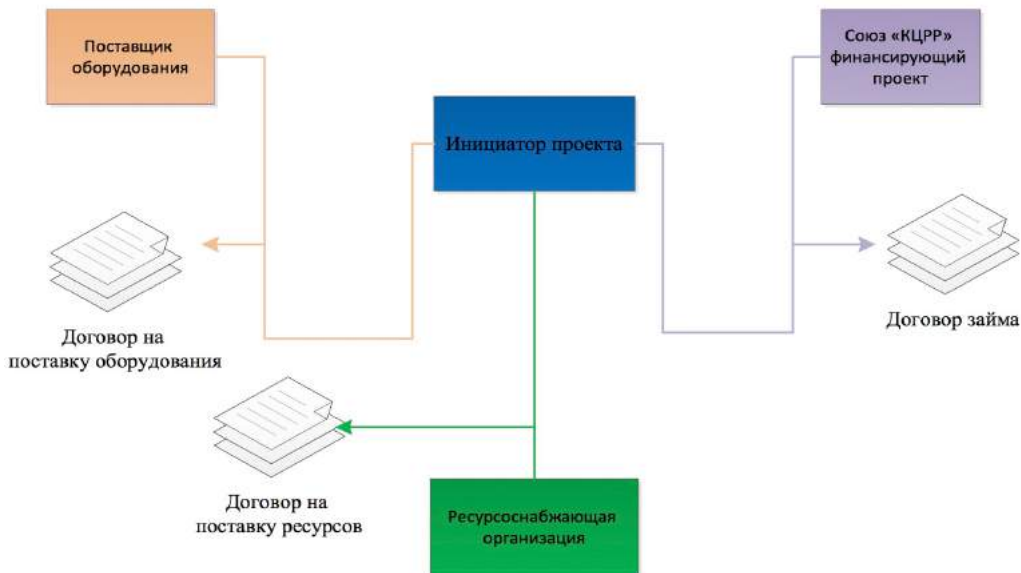 Поставщик
оборудования
Союз «КЦРР»
финансирующий
проект
Инициатор проекта
Договор на
поставку оборудования
Договор займа
Договор на
поставку ресурсов
Ресурсоснабжающая
организация